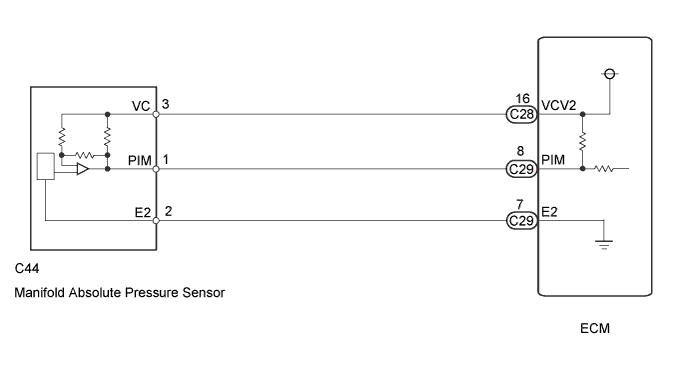 VC 3
16
C28 VCV2
PIM 1
8
C29 PIM
E2 2
7
C29 E2
C44
Manifold Absolute Pressure Sensor
ECM